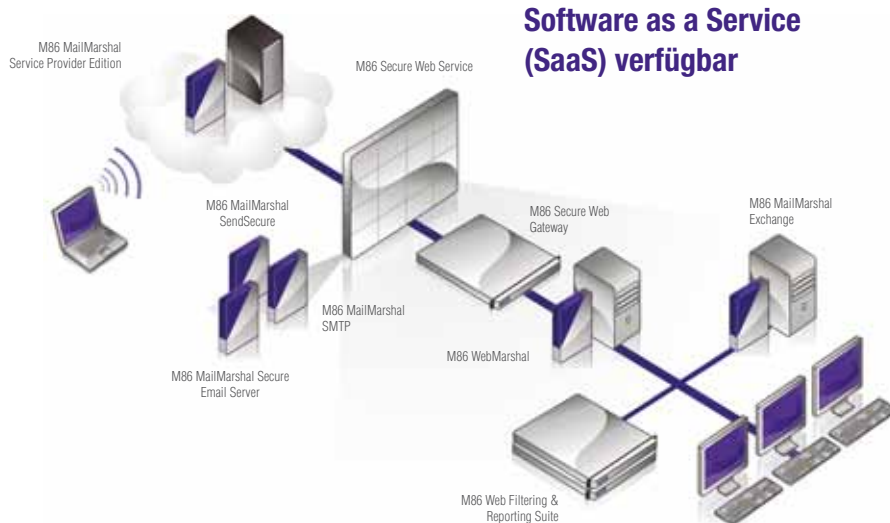 Software as a Service
(SaaS) verfügbar
M86 MailMarshal
Service Provider Edition
M86 Secure Web Service
M86 MailMarshal
SendSecure
M86 Secure Web
Gateway
M86 MailMarshal
Exchange
M86 MailMarshal
SMTP
M86 WebMarshal
M86 MailMarshal Secure
Email Server
M86 Web Filtering &
Reporting Suite